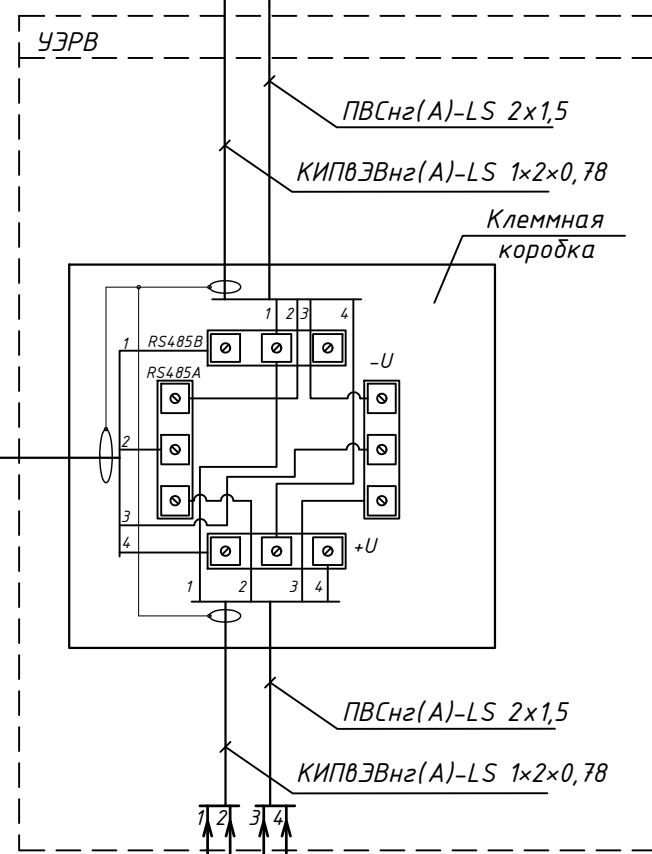 УЭРВ
ПВСнг(А)-LS 2x1,5
КИПвЭВнг(А)-LS 1×2×0,78
Клеммная
коробка
1 2 3 4
1 RS485B
-U
RS485A
2
3
4
+U
1 2 3 4
ПВСнг(А)-LS 2x1,5
КИПвЭВнг(А)-LS 1×2×0,78
1 2 3 4